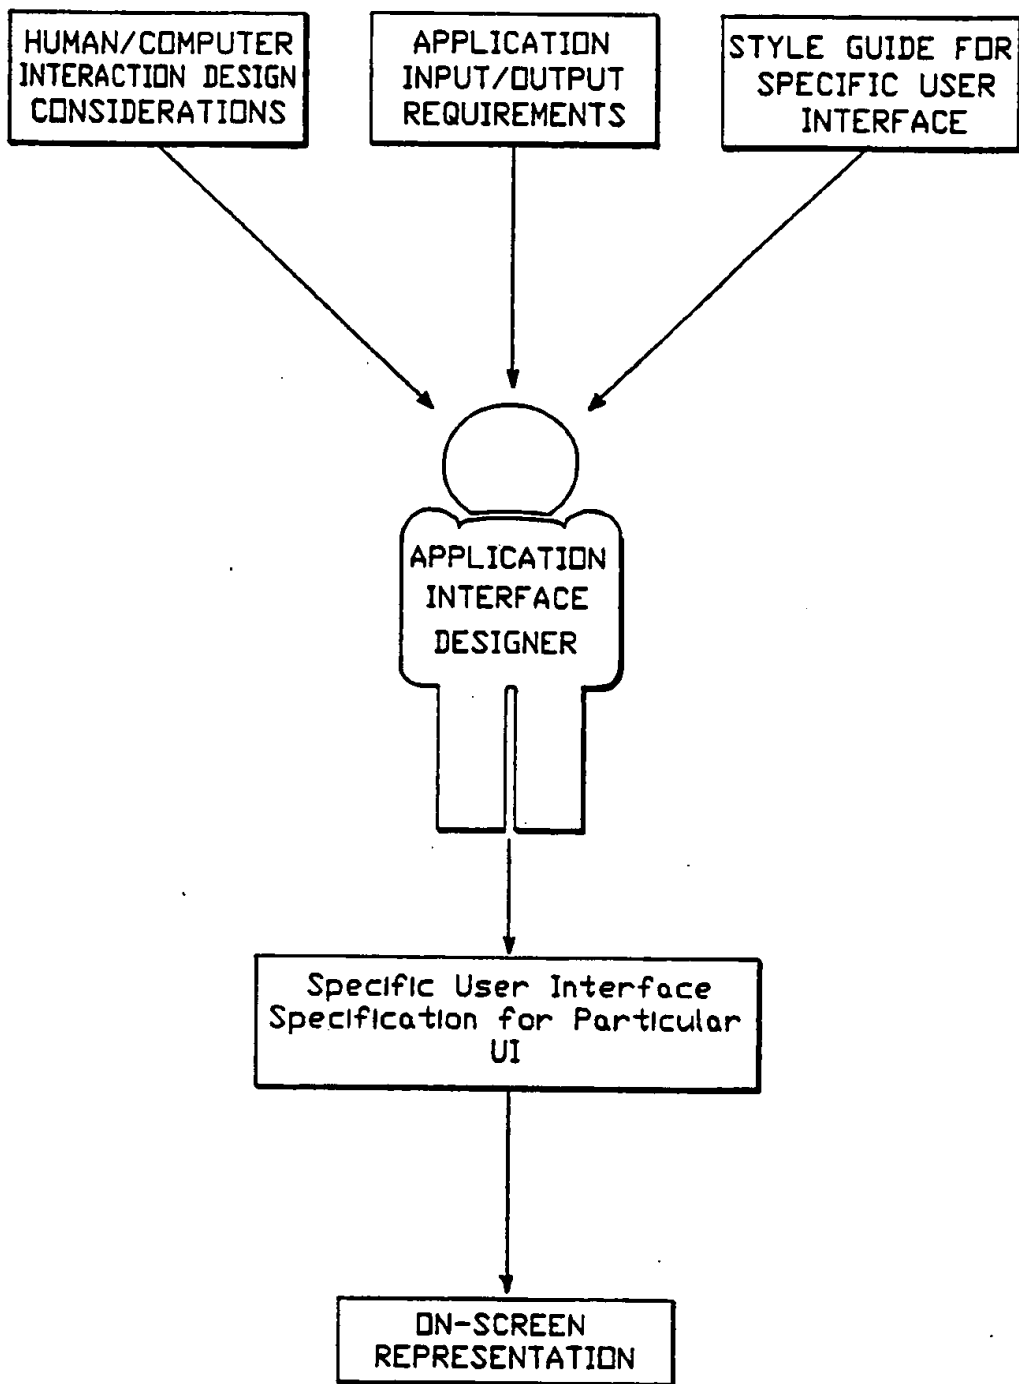 HUMAN/COMPUTER
INTERACTION DESIGN
CONSIDERATIONS
APPLICATION
INPUT/OUTPUT
REQUIREMENTS
STYLE GUIDE FOR
SPECIFIC USER
INTERFACE
APPLICATION
INTERFACE
DESIGNER
Specific User Interface
Specification for Particular
UI
ON-SCREEN
REPRESENTATION